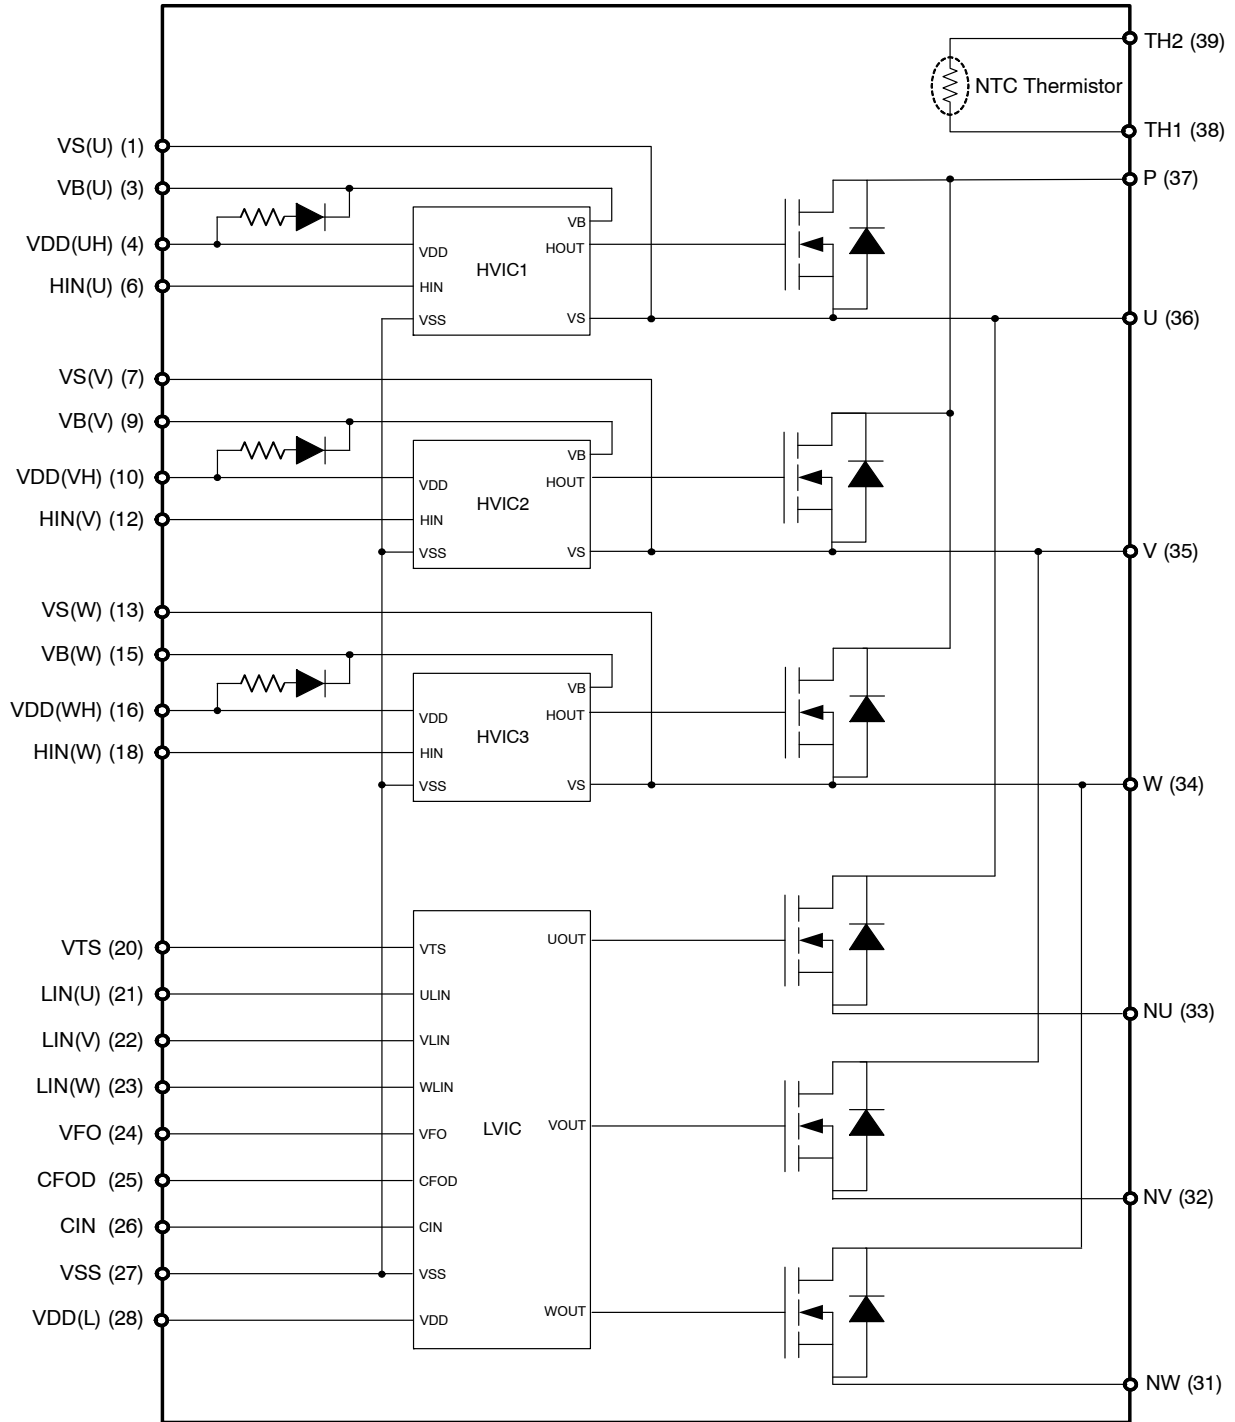 TH2 (39)
NTC Thermistor
TH1 (38)
VS(U) (1)
P (37)
VB(U) (3)
VB
VDD(UH) (4)
VDD
HOUT
HVIC1
HIN(U) (6)
HIN
VSS
VS
U (36)
VS(V) (7)
VB(V) (9)
VB
VDD(VH) (10)
VDD
HOUT
HVIC2
HIN(V) (12)
HIN
VSS
VS
V (35)
VS(W) (13)
VB(W) (15)
VB
VDD(WH) (16)
VDD
HOUT
HVIC3
HIN(W) (18)
HIN
VSS
VS
W (34)
VTS (20)
VTS
UOUT
LIN(U) (21)
ULIN
NU (33)
LIN(V) (22)
VLIN
LIN(W) (23)
WLIN
VFO (24)
VFO
LVIC
VOUT
CFOD (25)
CFOD
NV (32)
CIN (26)
CIN
VSS (27)
VSS
VDD(L) (28)
VDD
WOUT
NW (31)